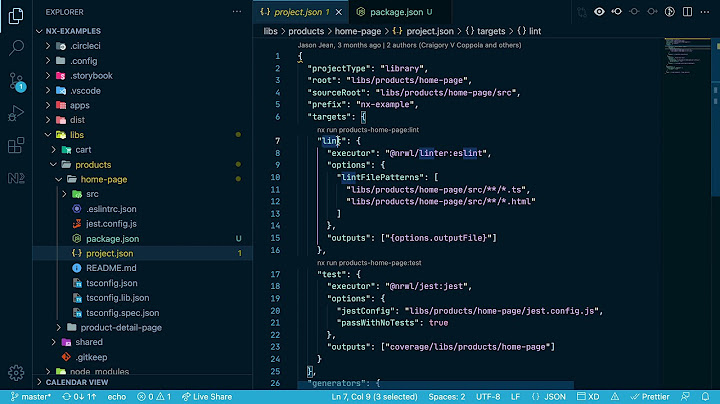 EXPLORER
project.json 1
package.json U
NX-EXAMPLES
libs > products > home-page > project.json > targets > lint
.circleci
.config
.storybook
.vscode
apps
dist
libs
cart
products
home-page
src
.eslintrc.json
jest.config.js
package.json U
project.json 1
README.md
tsconfig.json
tsconfig.lib.json
tsconfig.spec.json
product-detail-page
shared
.gitkeep
node_modules
CALENDAR VIEW
1
Jason Jean, 3 months ago | 2 authors (Craigory V Coppola and others)
1 {
2 "projectType": "library",
3 "root": "libs/products/home-page",
4 "sourceRoot": "libs/products/home-page/src",
5 "prefix": "nx-example",
6 "targets": {
nx run products-home-page:lint
7 "lint": {
8 "executor": "@nrwl/linter:eslint",
9 "options": {
10 "lintFilePatterns": [
11 "libs/products/home-page/src/**/*.ts",
12 "libs/products/home-page/src/**/*.html"
13 ]
14 },
15 "outputs": ["{options.outputFile}"]
16 },
nx run products-home-page:test
17 "test": {
18 "executor": "@nrwl/jest:jest",
19 "options": {
20 "jestConfig": "libs/products/home-page/jest.config.js",
21 "passWithNoTests": true
22 },
23 "outputs": ["coverage/libs/products/home-page"]
24 }
25 },
26 "generators": {
master* 0↓ 1↑ echo 0 1 Live Share Ln 7, Col 9 (3 selected) Spaces: 2 UTF-8 LF {} JSON XD Prettier